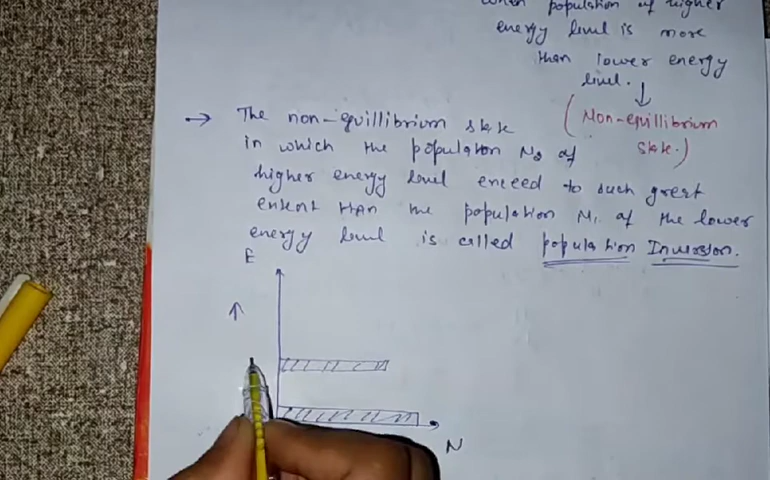 when population of higher
energy level is more
than lower energy
level.
(Non-equillibrium
state.)
→ The non-equillibrium state
in which the population N2 of
higher energy level exceed to such great
extent than the population N1 of the lower
energy level is called population Inversion.
E
N